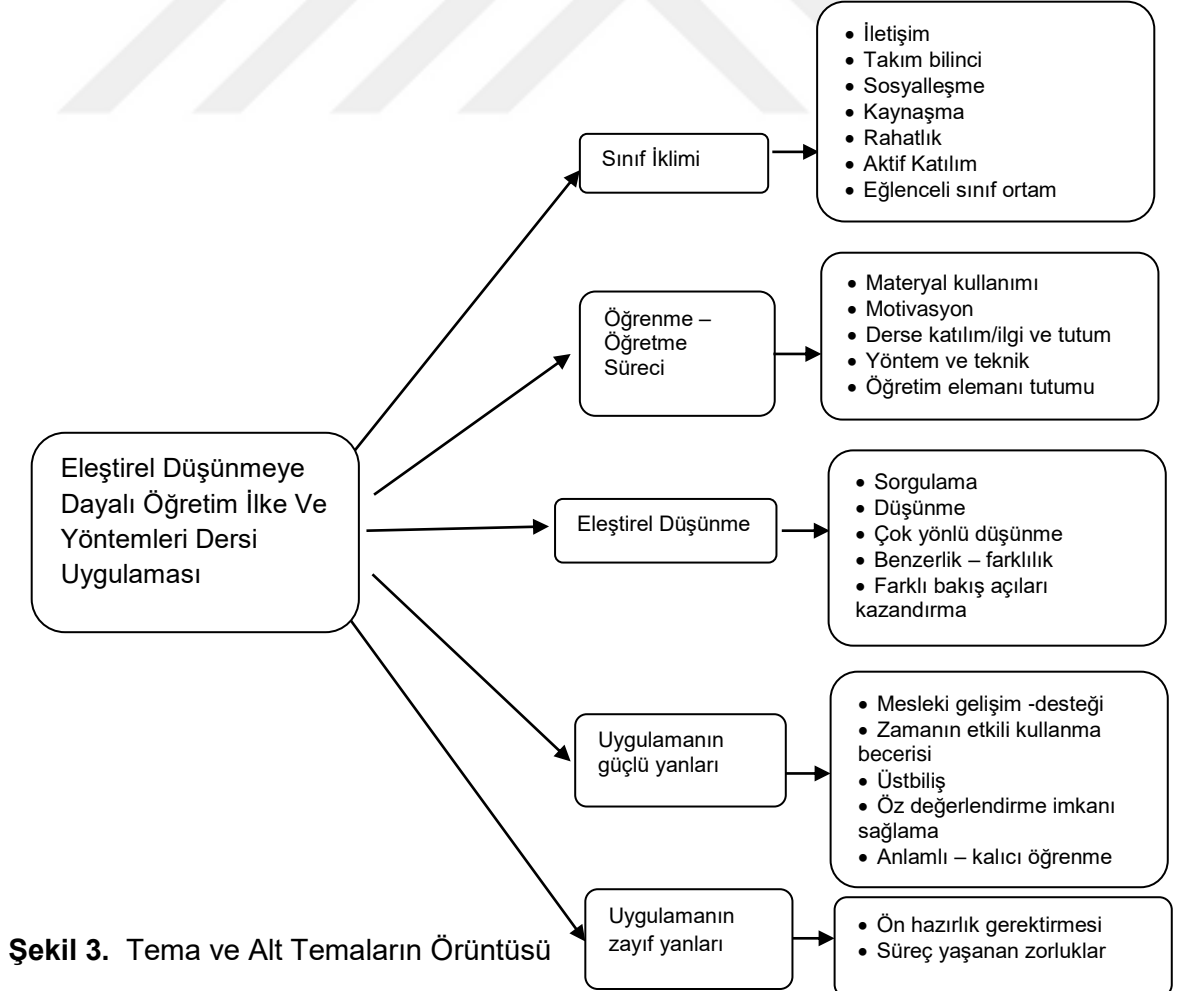 • İletişim
• Takım bilinci
• Sosyalleşme
• Kaynaşma
• Rahatlık
• Aktif Katılım
• Eğlenceli sınıf ortam
Sınıf İklimi
• Materyal kullanımı
• Motivasyon
• Derse katılım/ilgi ve tutum
• Yöntem ve teknik
• Öğretim elemanı tutumu
Öğrenme –
Öğretme
Süreci
Eleştirel Düşünmeye
Dayalı Öğretim İlke Ve
Yöntemleri Dersi
Uygulaması
Eleştirel Düşünme
• Sorgulama
• Düşünme
• Çok yönlü düşünme
• Benzerlik – farklılık
• Farklı bakış açıları
kazandırma
Uygulamanın
güçlü yanları
• Mesleki gelişim -desteği
• Zamanın etkili kullanma
becerisi
• Üstbiliş
• Öz değerlendirme imkanı
sağlama
• Anlamlı – kalıcı öğrenme
Uygulamanın
zayıf yanları
• Ön hazırlık gerektirmesi
• Süreç yaşanan zorluklar
Şekil 3. Tema ve Alt Temaların Örüntüsü